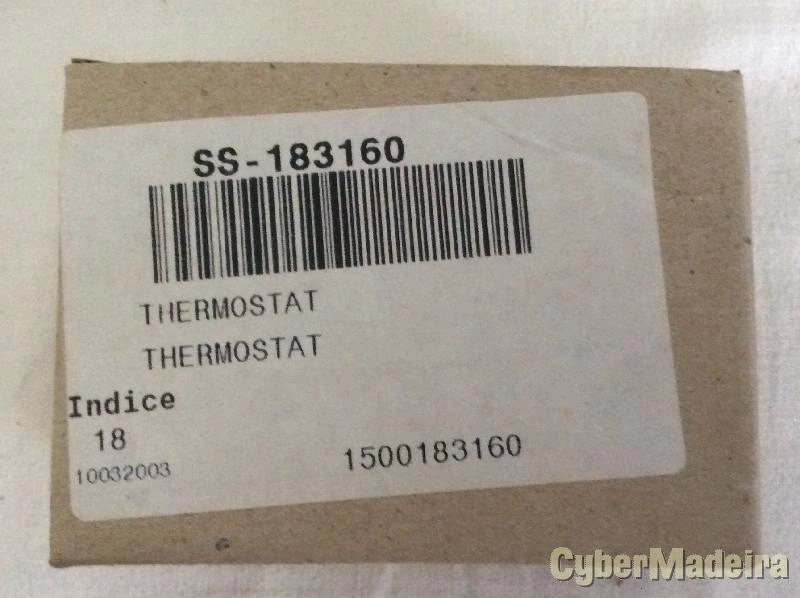 SS-183160
THERMOSTAT
THERMOSTAT
Indice
18
10032003
1500183160
CyberMadeira